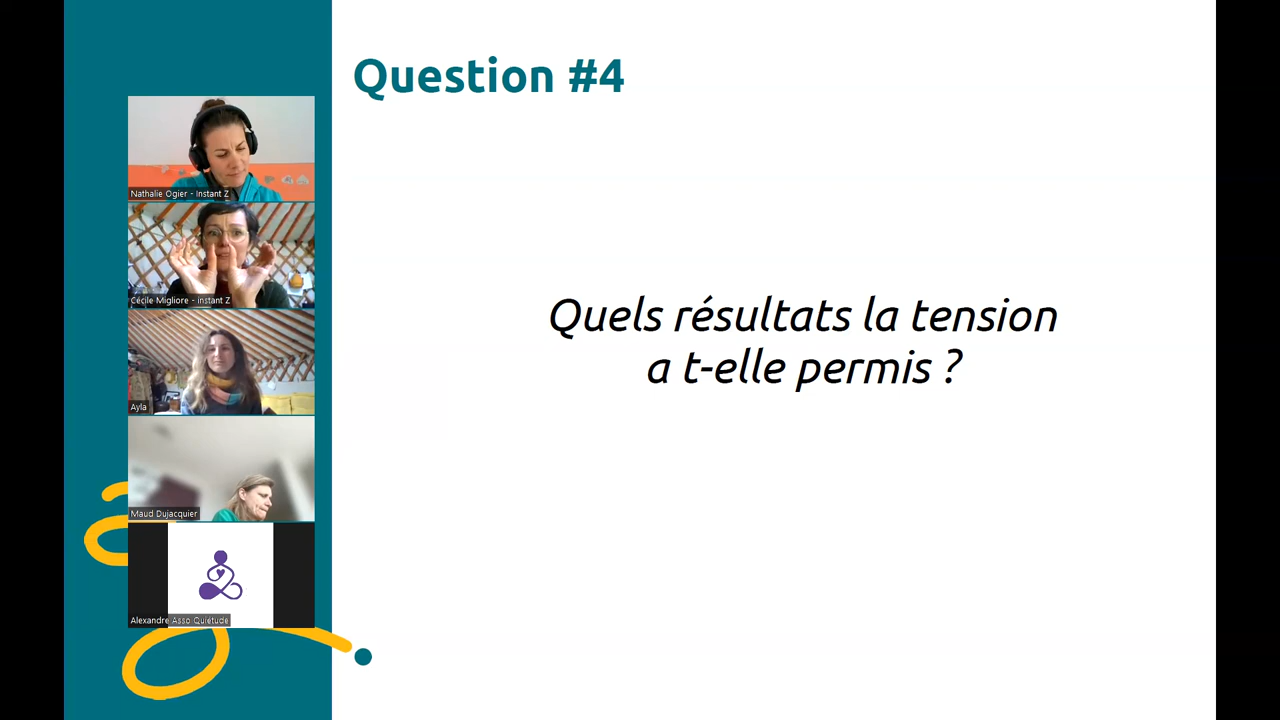 Question #4
Nathalie Ogier - Instant Z
Cécile Migliore - instant Z
Ayla
Maud Dujacquier
Alexandre Asso Quiétude
Quels résultats la tension
a t-elle permis ?